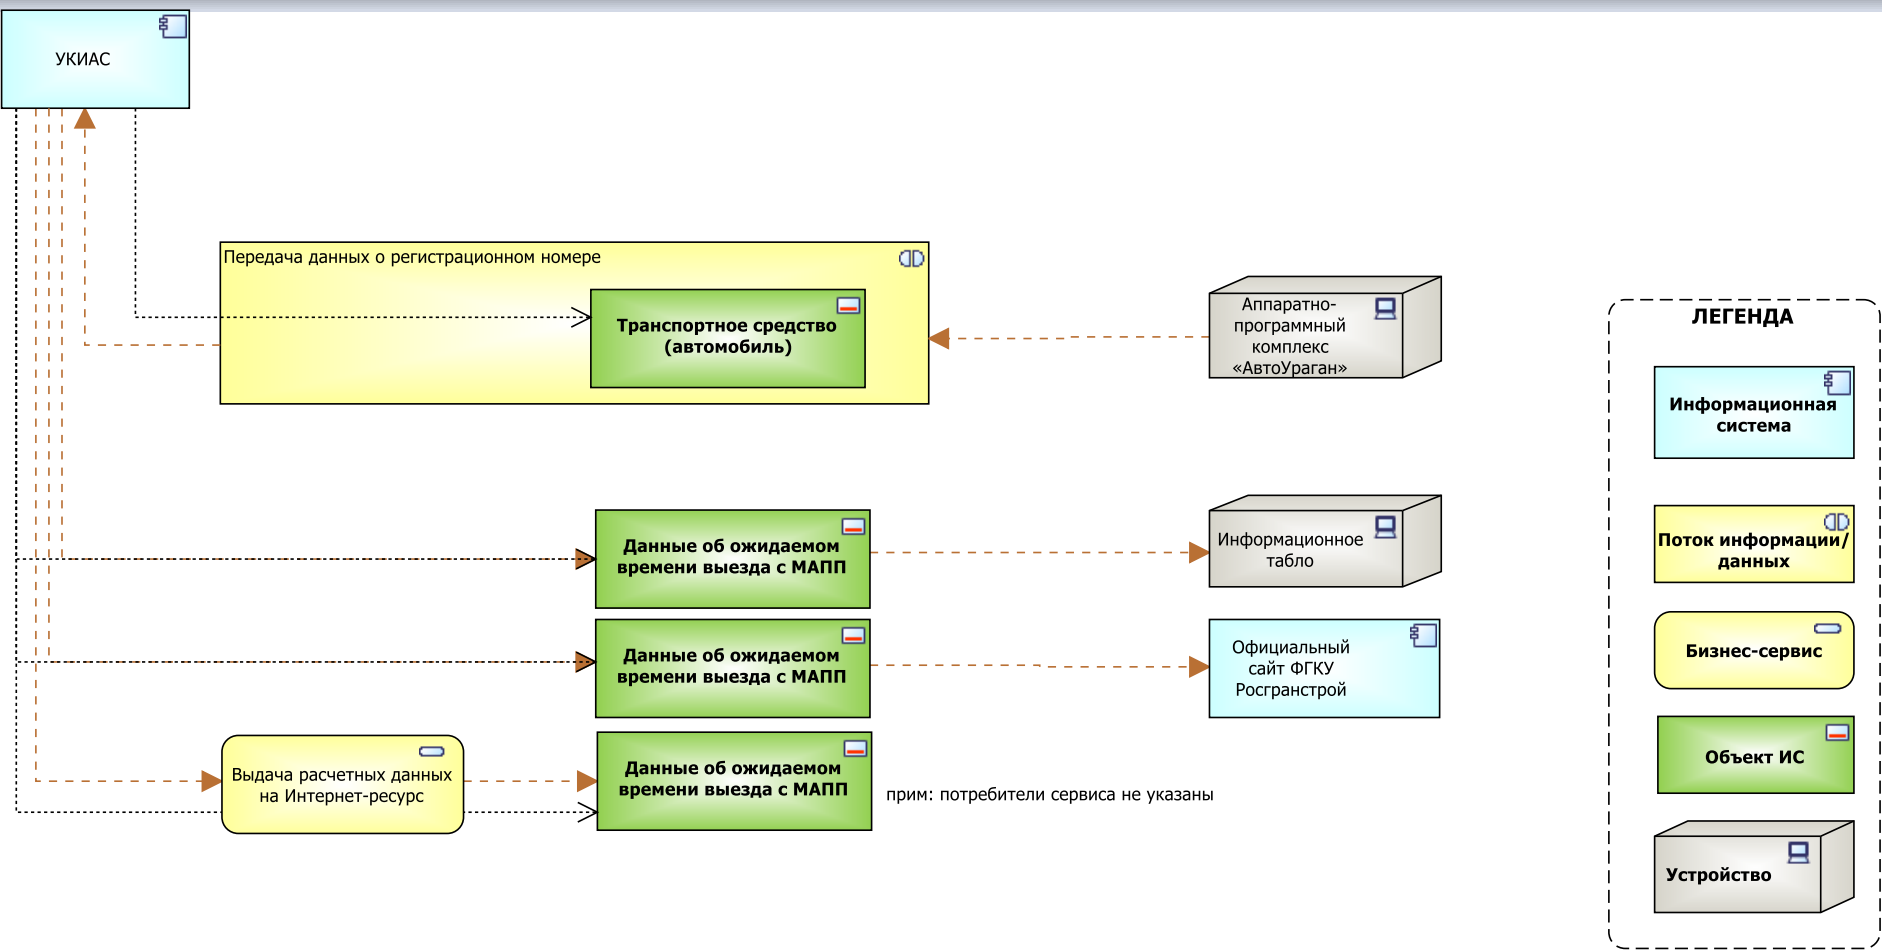 УКИАС
Передача данных о регистрационном номере
Транспортное средство
(автомобиль)
Аппаратно-
программный
комплекс
«АвтоУраган»
Данные об ожидаемом
времени выезда с МАПП
Информационное
табло
Данные об ожидаемом
времени выезда с МАПП
Официальный
сайт ФГКУ
Росгранстрой
Выдача расчетных данных
на Интернет-ресурс
Данные об ожидаемом
времени выезда с МАПП
прим: потребители сервиса не указаны
ЛЕГЕНДА
Информационная
система
Поток информации/
данных
Бизнес-сервис
Объект ИС
Устройство